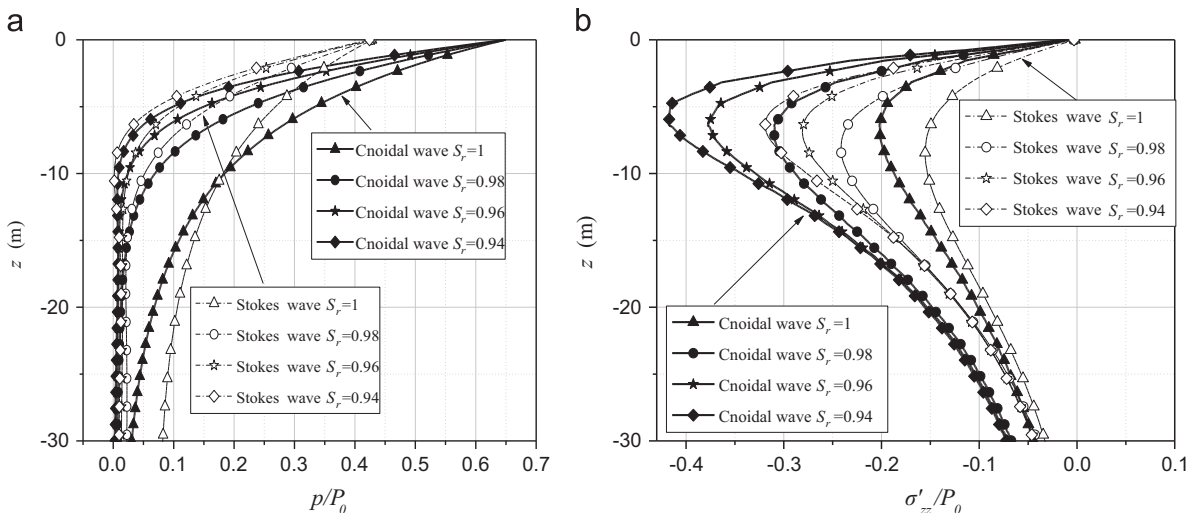 a
0
-10
-20
-30
z (m)
0.0 0.1 0.2 0.3 0.4 0.5 0.6 0.7
p/P₀
Cnoidal wave Sᵣ=1
Cnoidal wave Sᵣ=0.98
Cnoidal wave Sᵣ=0.96
Cnoidal wave Sᵣ=0.94
Stokes wave Sᵣ=1
Stokes wave Sᵣ=0.98
Stokes wave Sᵣ=0.96
Stokes wave Sᵣ=0.94
b
0
-10
-20
-30
z (m)
-0.4 -0.3 -0.2 -0.1 0.0 0.1
σ′zz/P₀
Stokes wave Sᵣ=1
Stokes wave Sᵣ=0.98
Stokes wave Sᵣ=0.96
Stokes wave Sᵣ=0.94
Cnoidal wave Sᵣ=1
Cnoidal wave Sᵣ=0.98
Cnoidal wave Sᵣ=0.96
Cnoidal wave Sᵣ=0.94